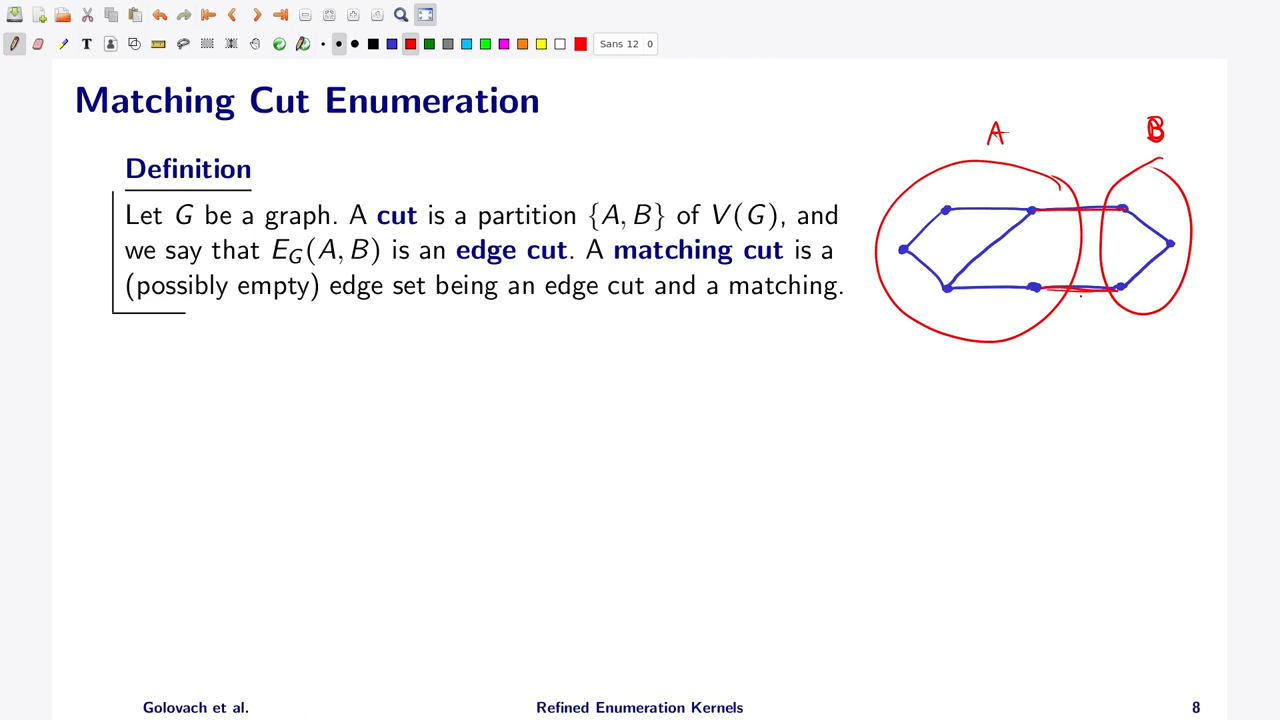 Sans 12 0
Matching Cut Enumeration
A
B
Definition
Let G be a graph. A cut is a partition {A, B} of V(G), and
we say that E_G(A, B) is an edge cut. A matching cut is a
(possibly empty) edge set being an edge cut and a matching.
Golovach et al.
Refined Enumeration Kernels
8